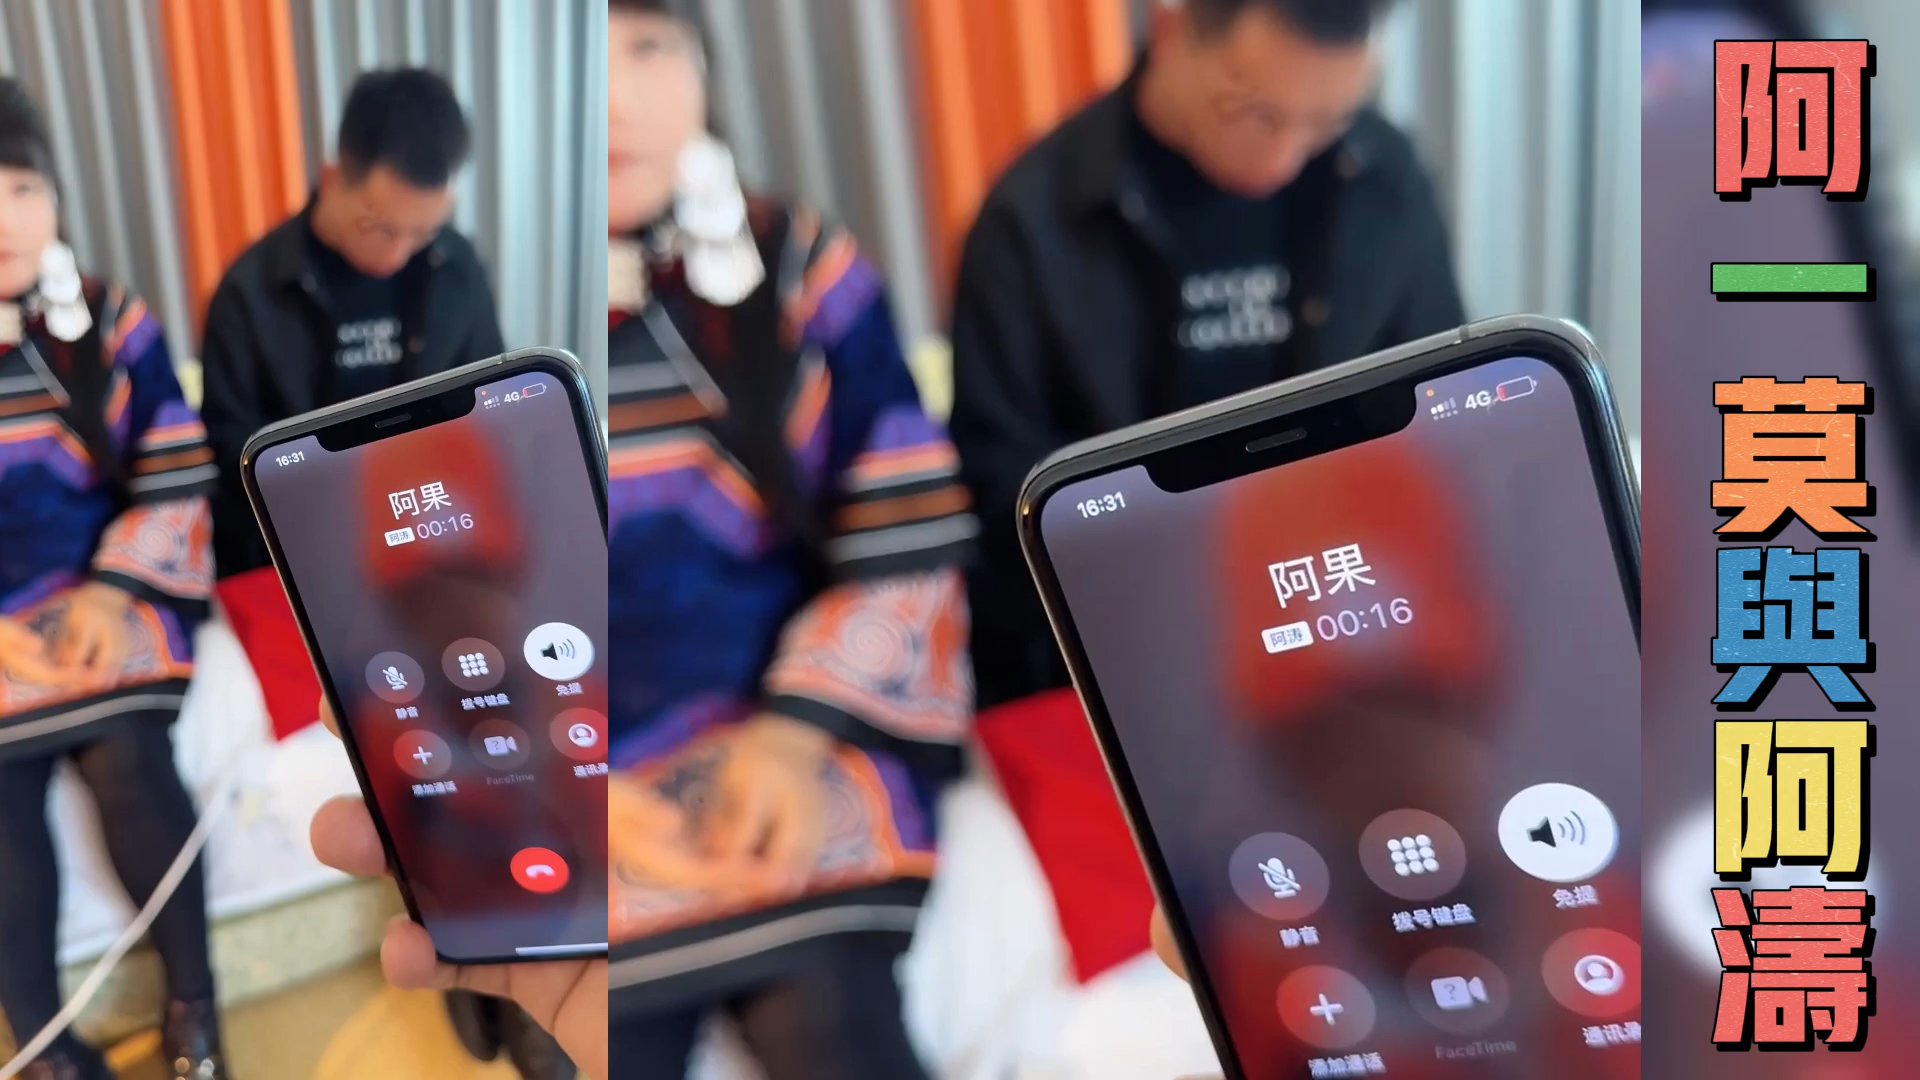 16:31
4G
阿果
阿涛 00:16
静音
拨号键盘
免提
添加通话
FaceTime
通讯录
16:31
4G
阿果
阿涛 00:16
静音
拨号键盘
免提
添加通话
FaceTime
通讯录
阿一莫與阿濤